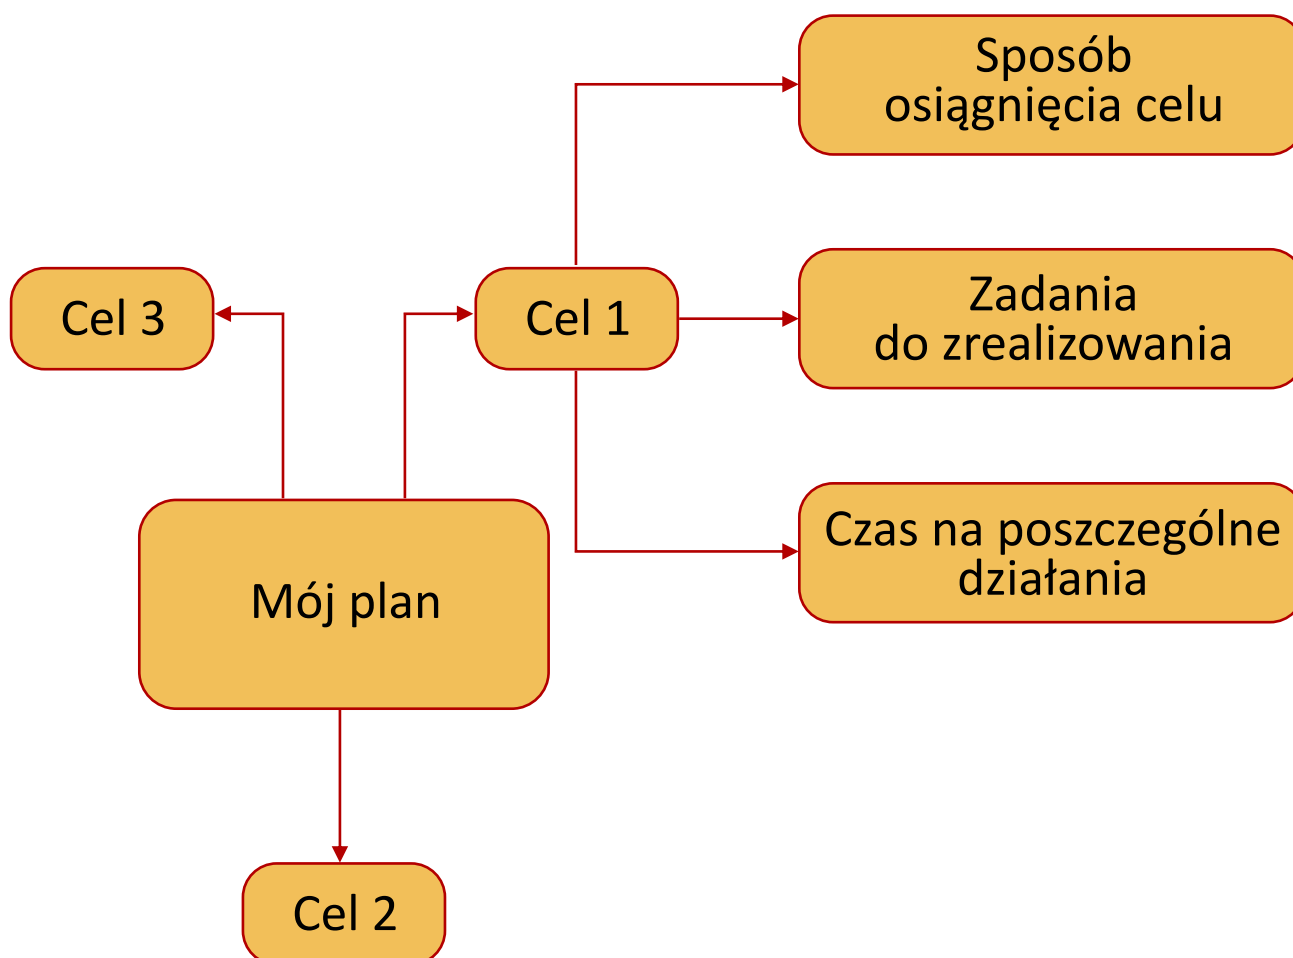 Sposób
osiągnięcia celu
Cel 3
Cel 1
Zadania
do zrealizowania
Czas na poszczególne
działania
Mój plan
Cel 2